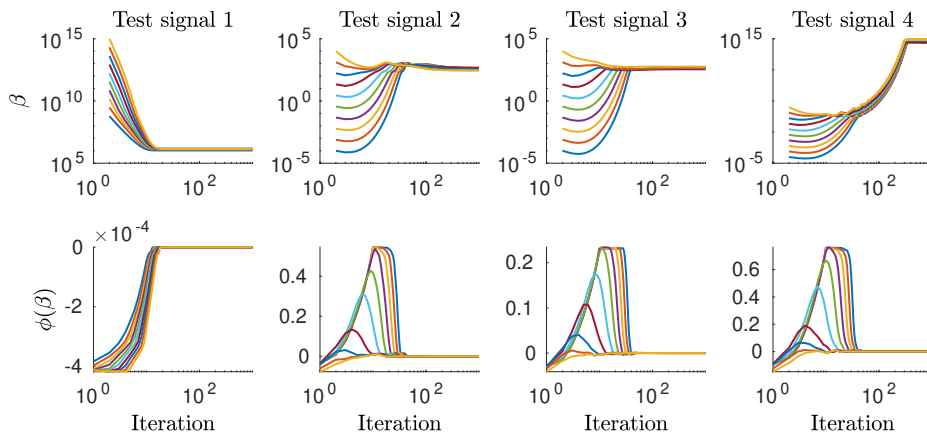 Test signal 1 Test signal 2 Test signal 3 Test signal 4
10^15 10^5 10^5 10^15
β 10^10 10^0 10^0
10^5 10^-5 10^-5 10^-5
10^0 10^2 10^0 10^2 10^0 10^2 10^0 10^2
× 10^-4
0 0.4 0.2 0.6
φ(β) -2 0.2 0.1 0.4
0.2
-4 0 0 0
10^0 10^2 10^0 10^2 10^0 10^2 10^0 10^2
Iteration Iteration Iteration Iteration